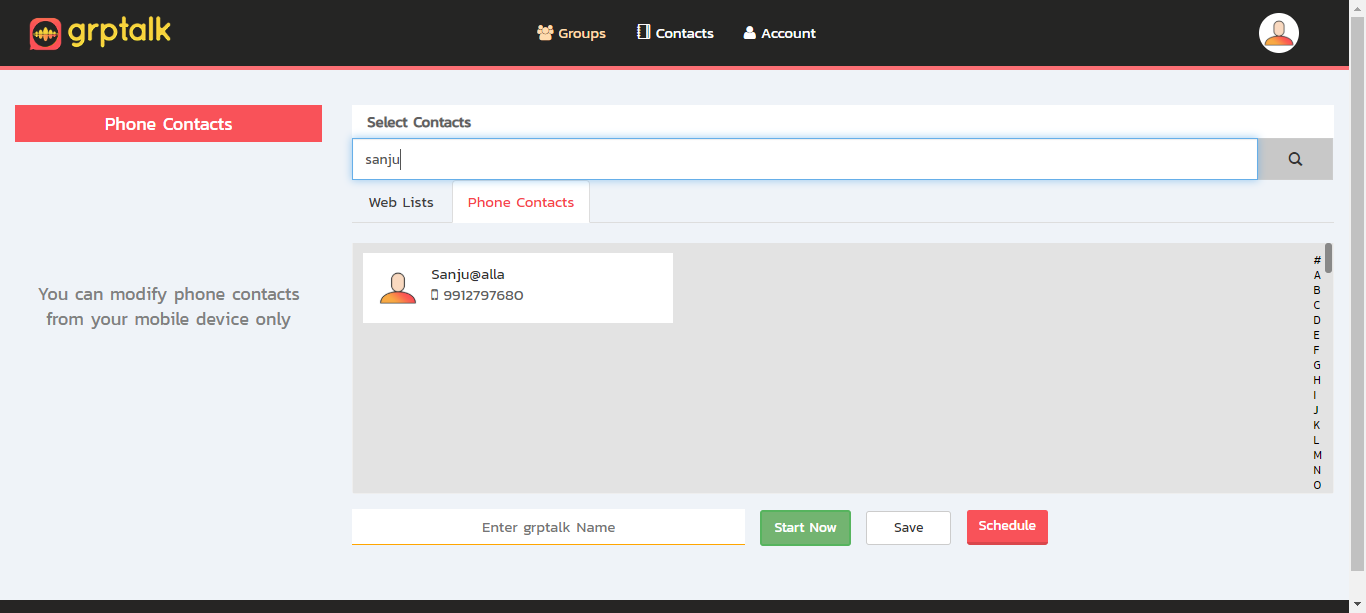 grptalk
Groups Contacts Account
Phone Contacts
You can modify phone contacts
from your mobile device only
Select Contacts
sanju
Web Lists Phone Contacts
Sanju@alla
9912797680
#
A
B
C
D
E
F
G
H
I
J
K
L
M
N
O
Enter grptalk Name Start Now Save Schedule